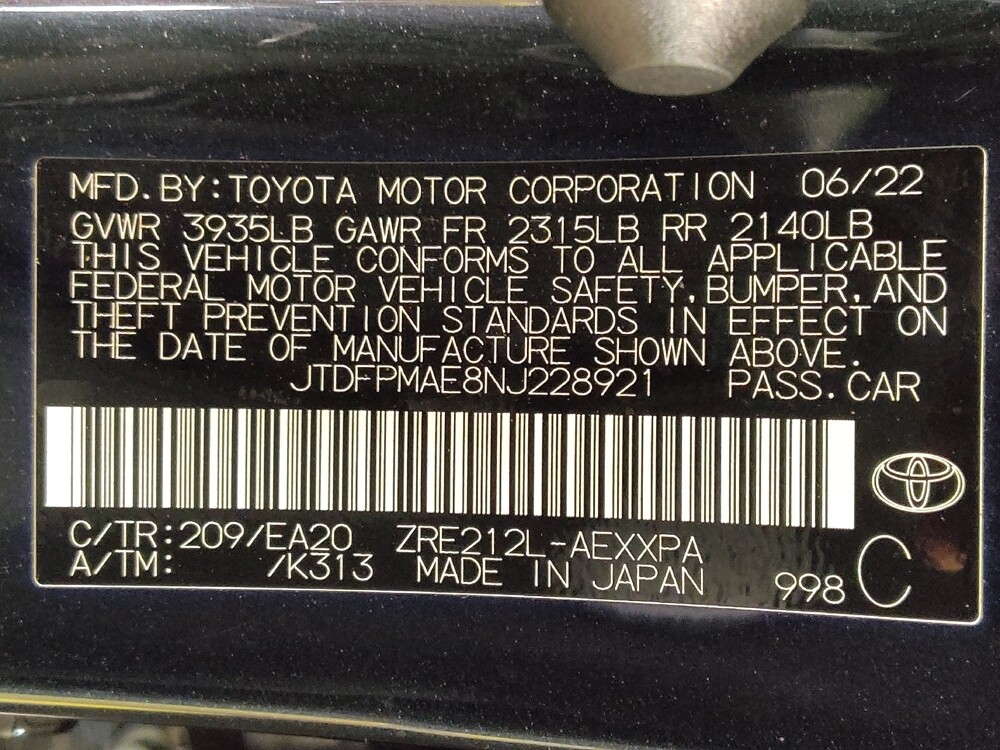 MFD.BY:TOYOTA MOTOR CORPORATION 06/22
GVWR 3935LB GAWR FR 2315LB RR 2140LB
THIS VEHICLE CONFORMS TO ALL APPLICABLE
FEDERAL MOTOR VEHICLE SAFETY,BUMPER,AND
THEFT PREVENTION STANDARDS IN EFFECT ON
THE DATE OF MANUFACTURE SHOWN ABOVE.
JTDFPMAE8NJ228921 PASS.CAR
C/TR:209/EA20 ZRE212L-AEXXPA
A/TM: /K313 MADE IN JAPAN 998 C